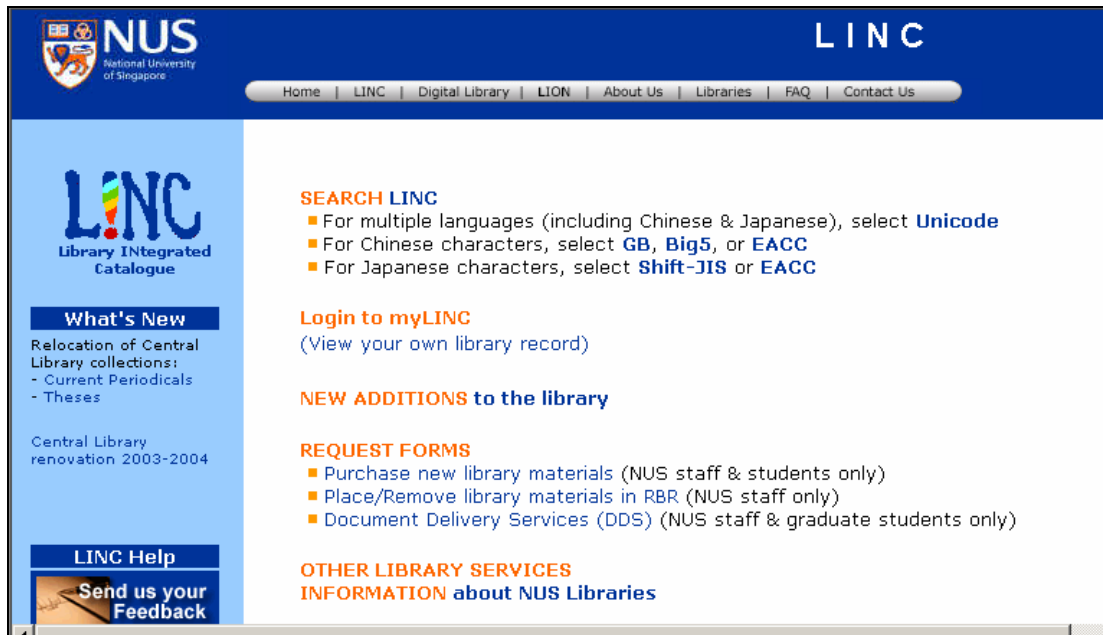 NUS
National University
of Singapore
LINC
Home | LINC | Digital Library | LION | About Us | Libraries | FAQ | Contact Us
LINC
Library INtegrated
Catalogue
What's New
Relocation of Central
Library collections:
- Current Periodicals
- Theses
Central Library
renovation 2003-2004
LINC Help
Send us your
Feedback
SEARCH LINC
For multiple languages (including Chinese & Japanese), select Unicode
For Chinese characters, select GB, Big5, or EACC
For Japanese characters, select Shift-JIS or EACC
Login to myLINC
(View your own library record)
NEW ADDITIONS to the library
REQUEST FORMS
Purchase new library materials (NUS staff & students only)
Place/Remove library materials in RBR (NUS staff only)
Document Delivery Services (DDS) (NUS staff & graduate students only)
OTHER LIBRARY SERVICES
INFORMATION about NUS Libraries